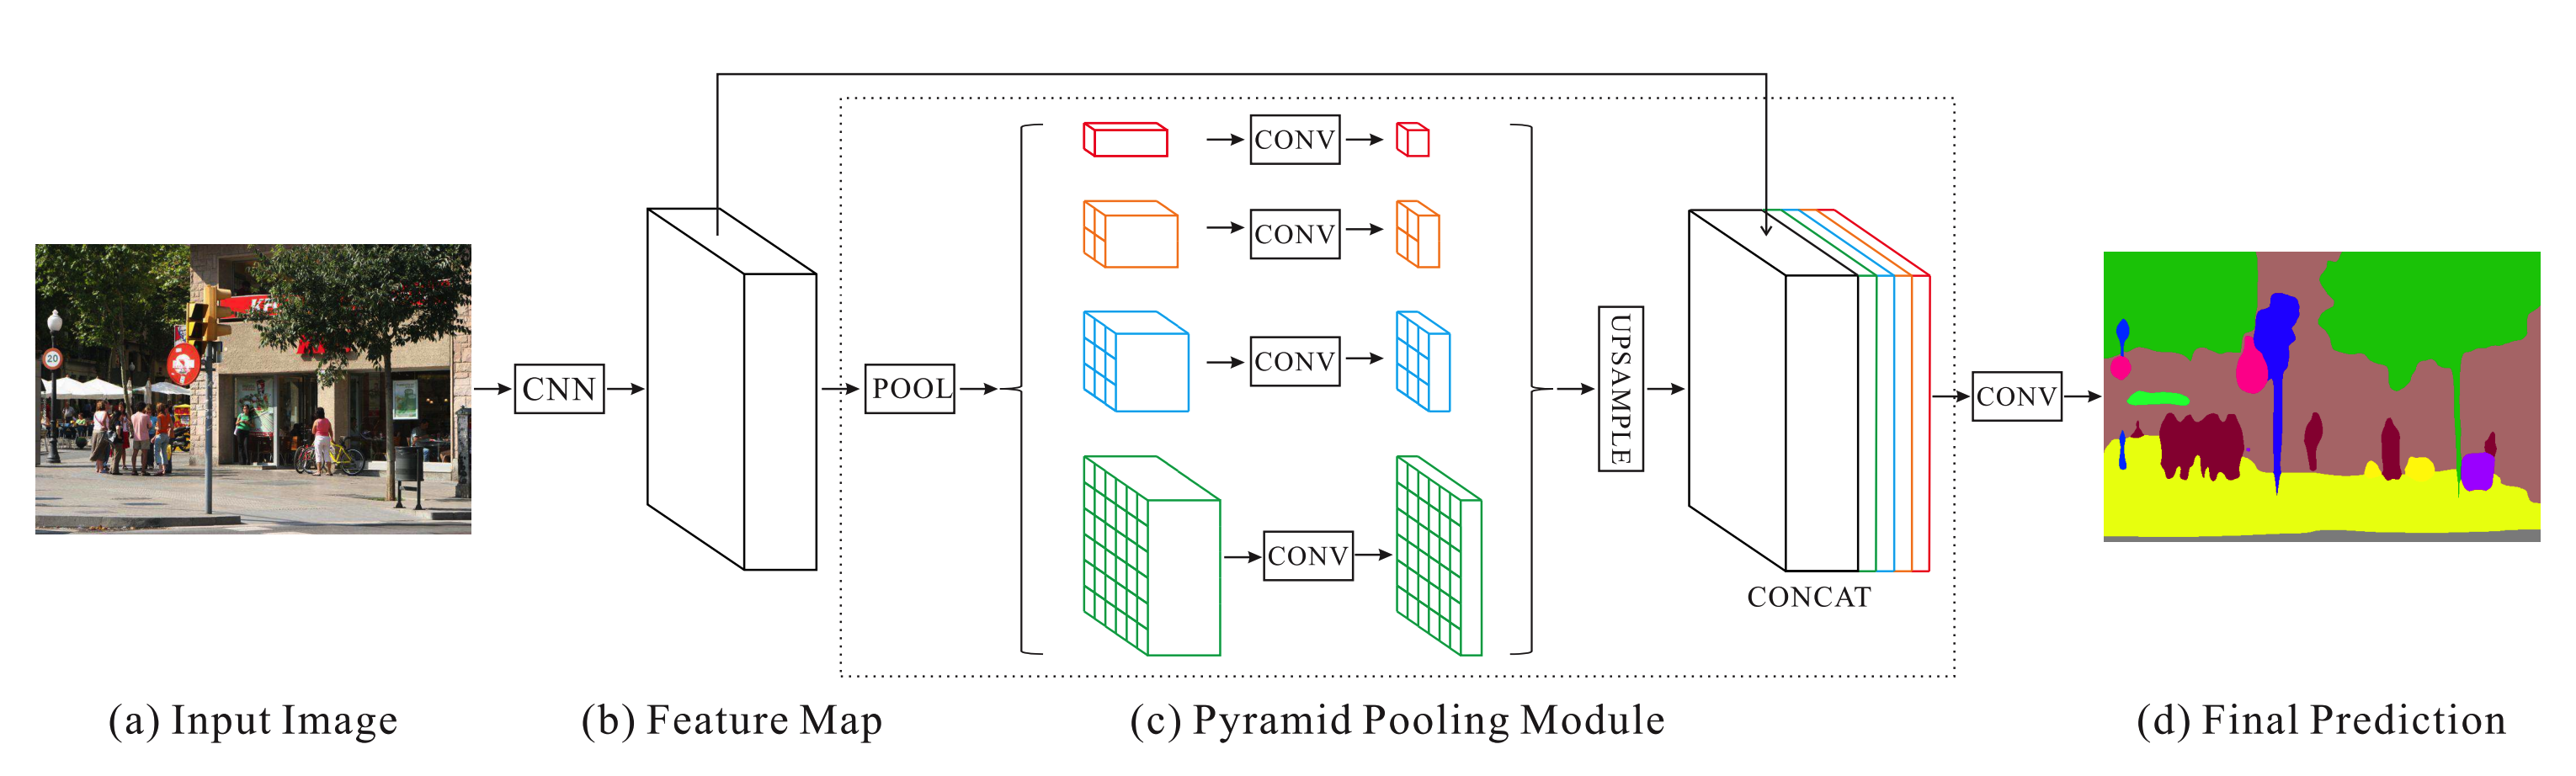 CNN
POOL
CONV
CONV
CONV
CONV
UPSAMPLE
CONCAT
CONV
20
(a) Input Image
(b) Feature Map
(c) Pyramid Pooling Module
(d) Final Prediction